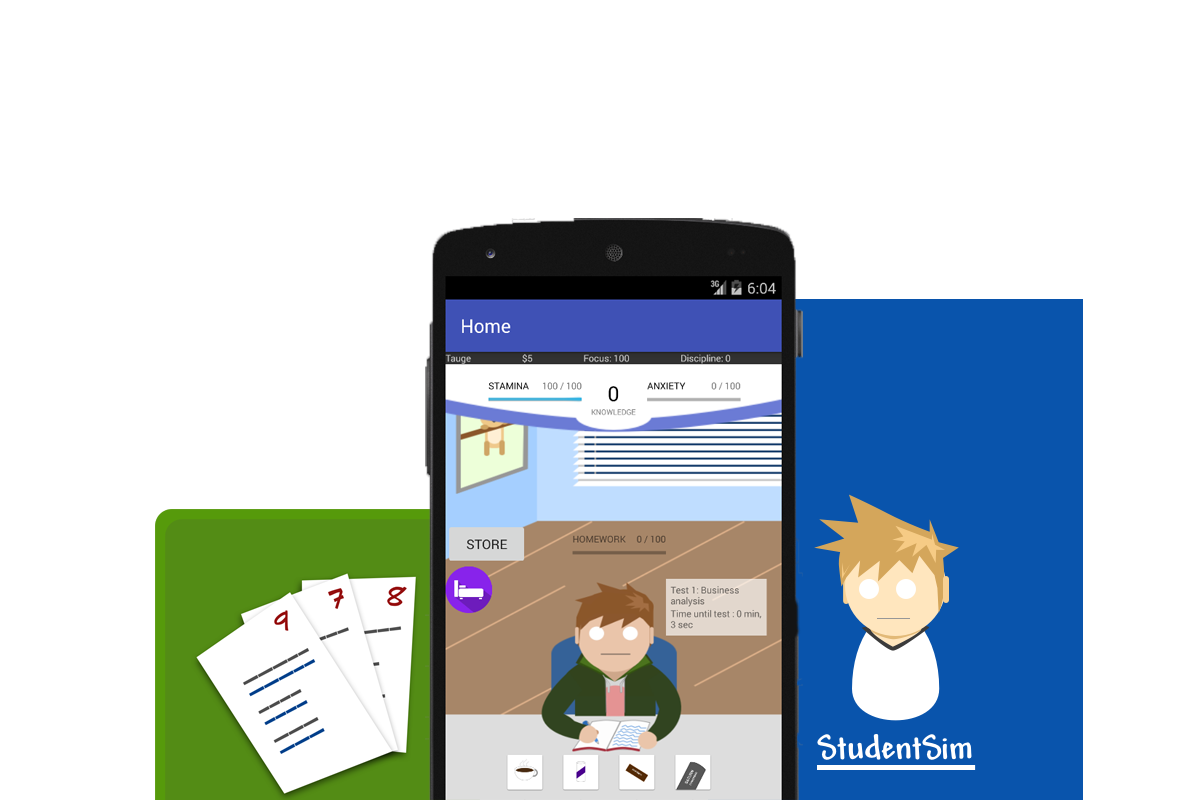 6:04
3G
Home
Tauge $5 Focus: 100 Discipline: 0
STAMINA 100 / 100
0
KNOWLEDGE
ANXIETY 0 / 100
STORE
HOMEWORK 0 / 100
Test 1: Business
analysis
Time until test : 0 min,
3 sec
9
7
8
StudentSim